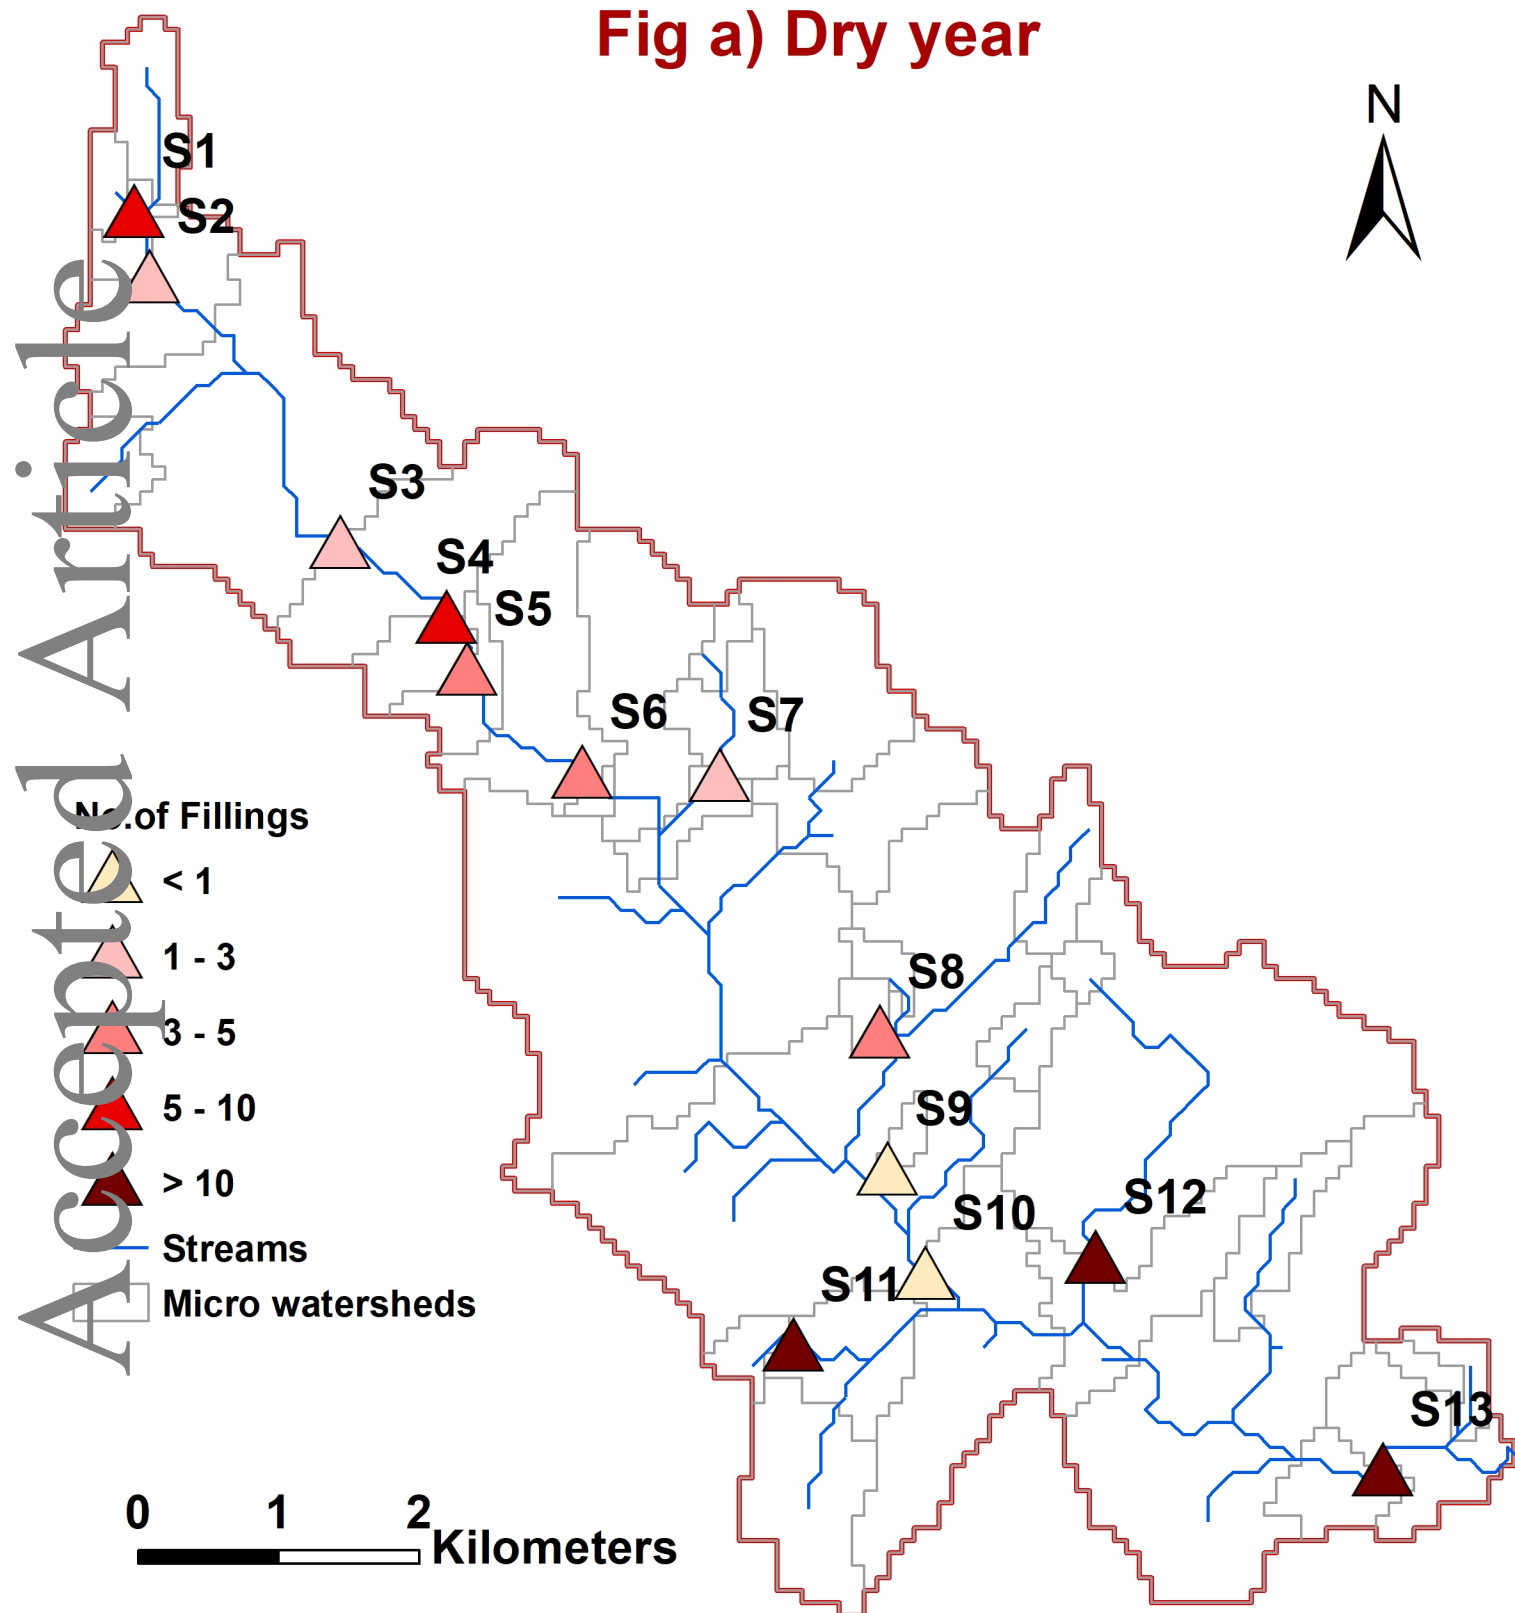 Fig a) Dry year
N
S1
S2
S3
S4
S5
S6
S7
S8
S9
S10
S11
S12
S13
No.of Fillings
< 1
1 - 3
3 - 5
5 - 10
> 10
Streams
Micro watersheds
0 1 2
Kilometers
Accepted Article